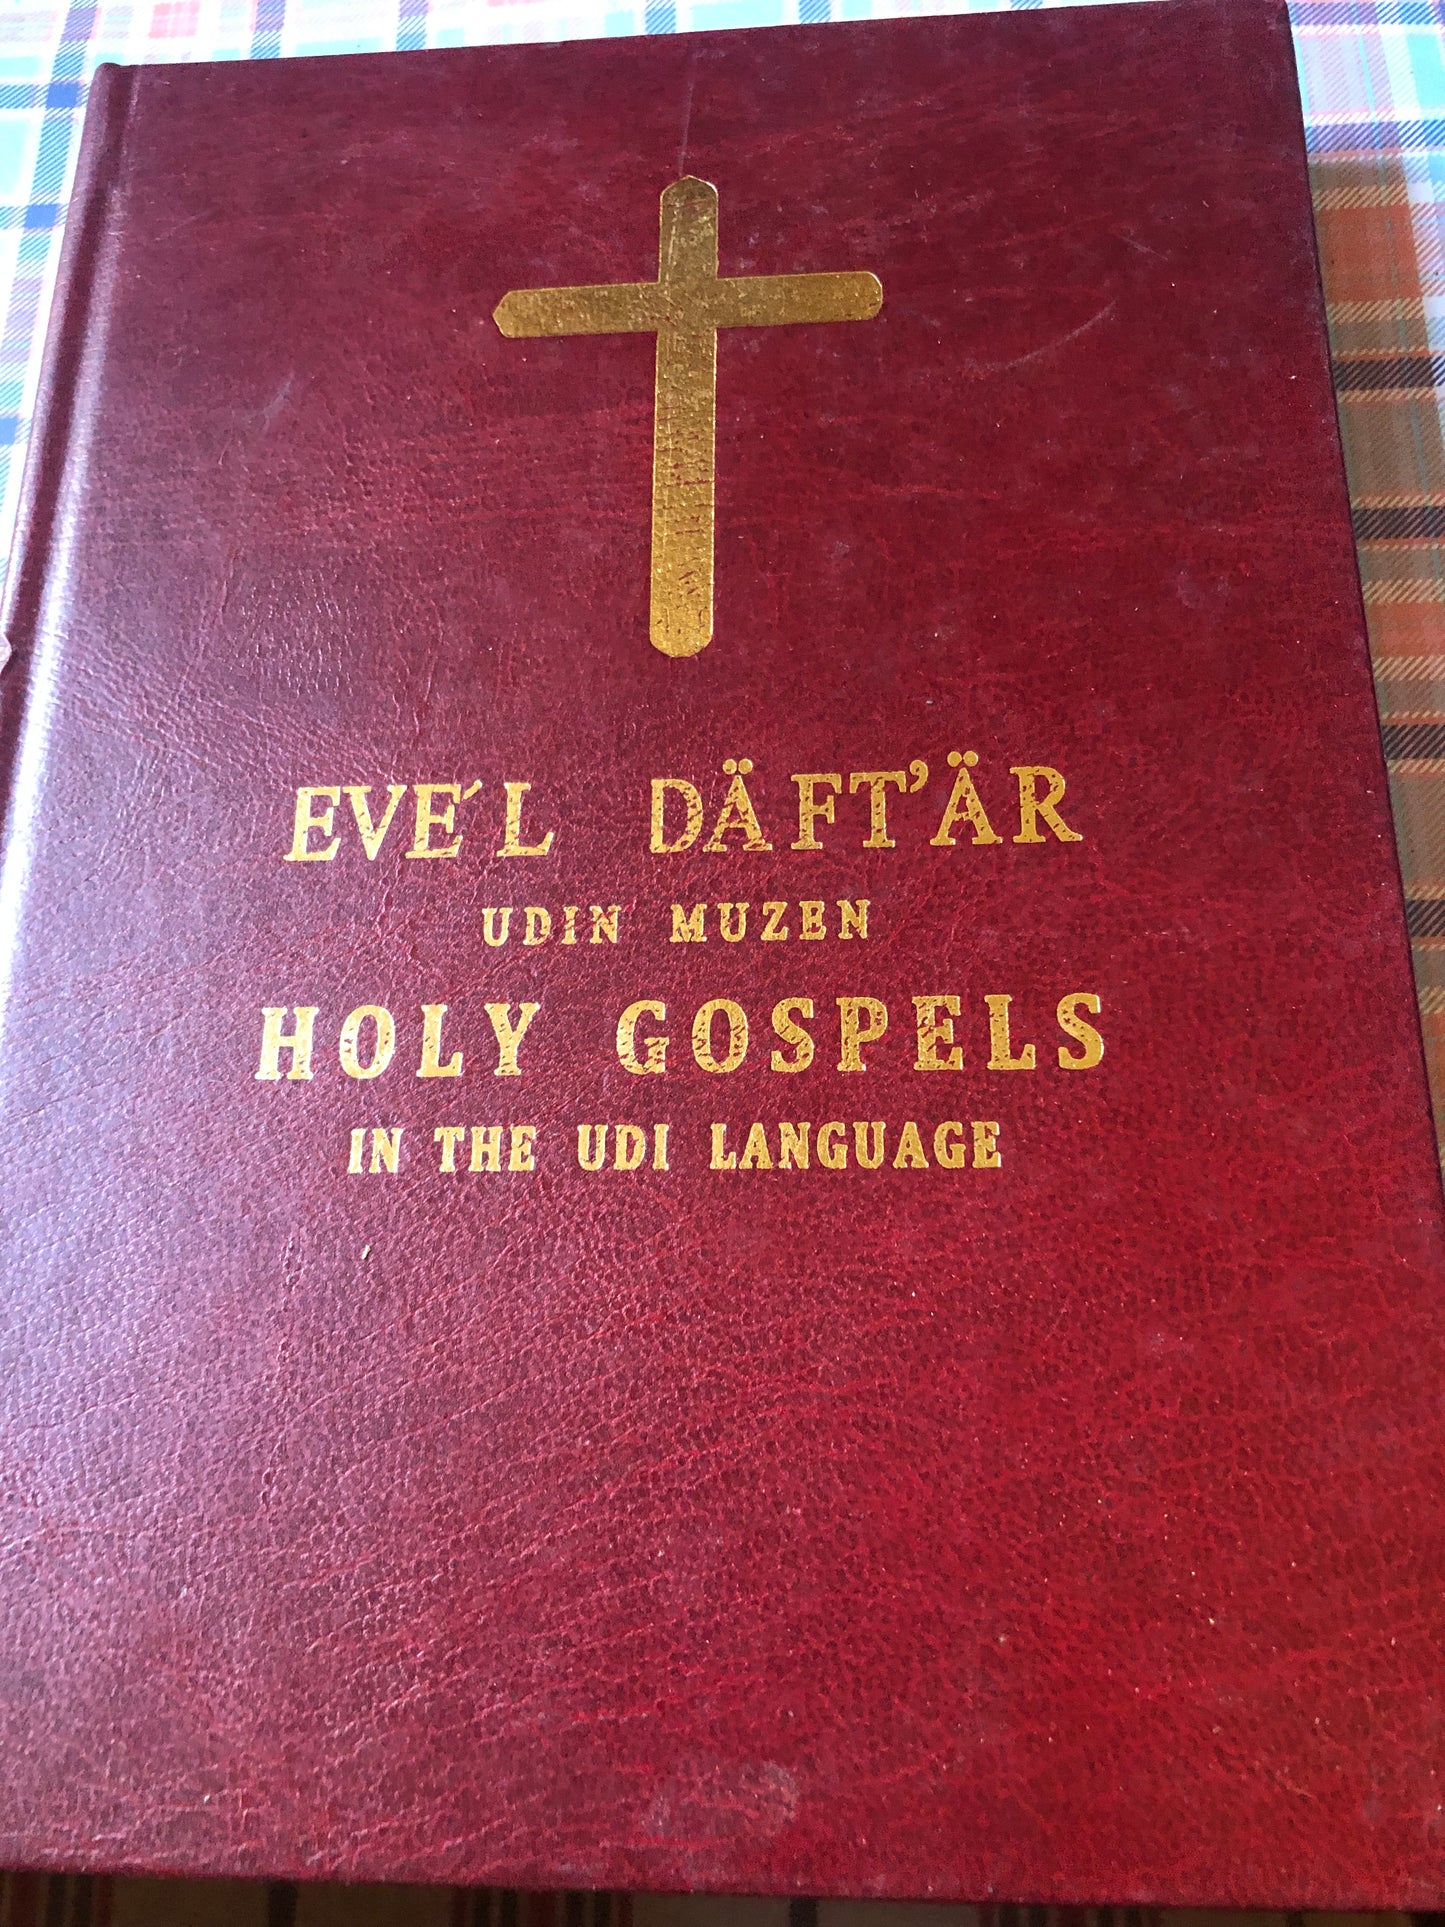 EVE´L DÄFT’ÄR
UDIN MUZEN
HOLY GOSPELS
IN THE UDI LANGUAGE